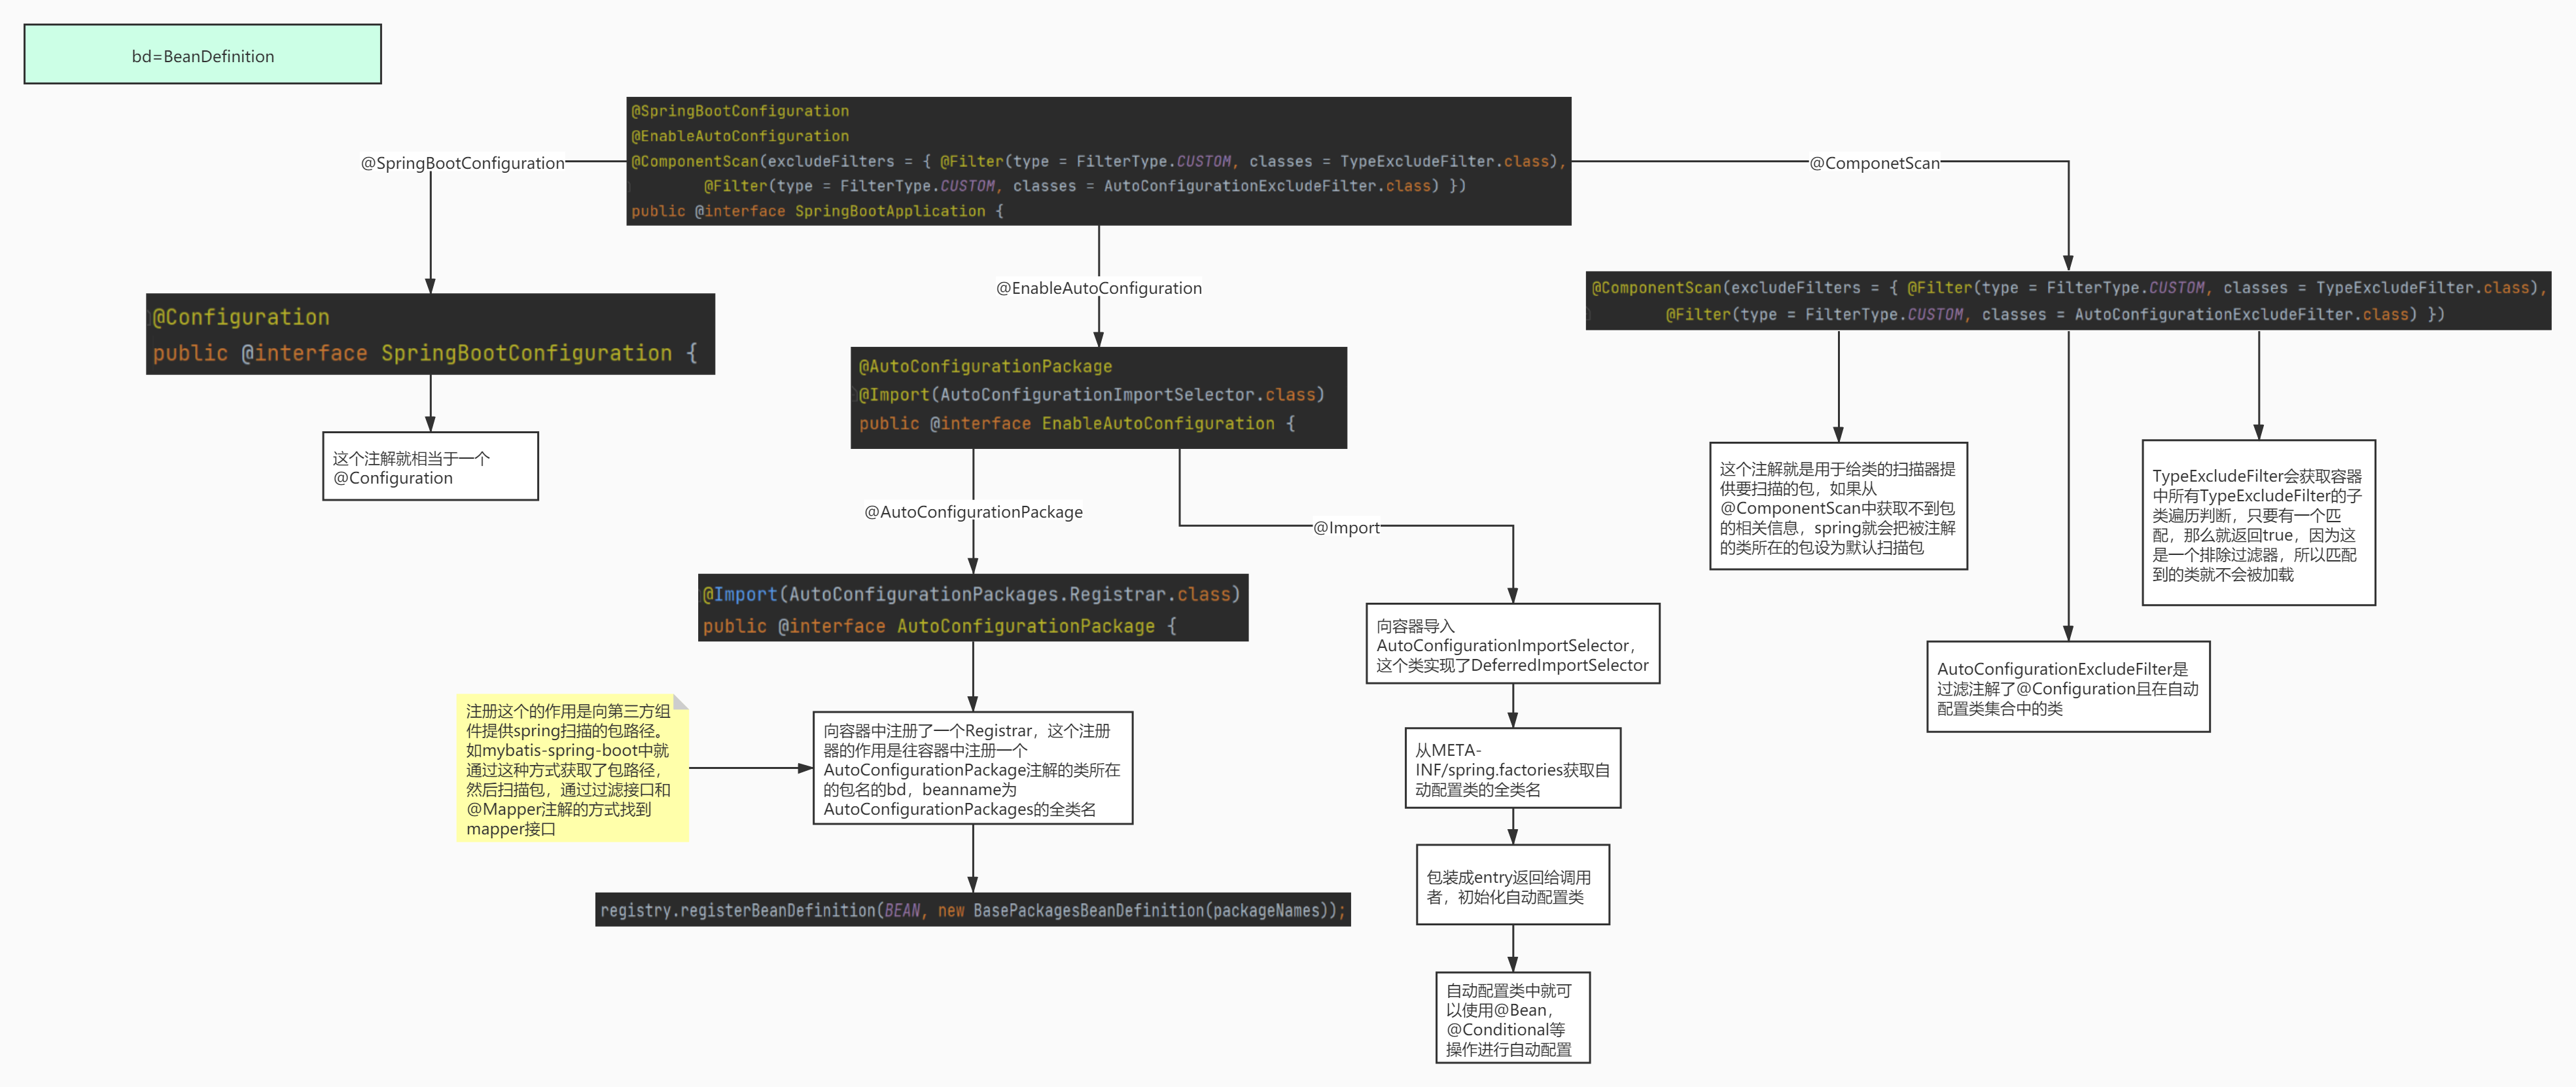 bd=BeanDefinition
@SpringBootConfiguration
@EnableAutoConfiguration
@ComponentScan(excludeFilters = { @Filter(type = FilterType.CUSTOM, classes = TypeExcludeFilter.class),
@Filter(type = FilterType.CUSTOM, classes = AutoConfigurationExcludeFilter.class) })
public @interface SpringBootApplication {
@SpringBootConfiguration
@ComponetScan
@EnableAutoConfiguration
@Configuration
public @interface SpringBootConfiguration {
这个注解就相当于一个
@Configuration
@AutoConfigurationPackage
@Import(AutoConfigurationImportSelector.class)
public @interface EnableAutoConfiguration {
@AutoConfigurationPackage
@Import
@Import(AutoConfigurationPackages.Registrar.class)
public @interface AutoConfigurationPackage {
注册这个的作用是向第三方组
件提供spring扫描的包路径。
如mybatis-spring-boot中就
通过这种方式获取了包路径，
然后扫描包，通过过滤接口和
@Mapper注解的方式找到
mapper接口
向容器中注册了一个Registrar，这个注册
器的作用是往容器中注册一个
AutoConfigurationPackage注解的类所在
的包名的bd，beanname为
AutoConfigurationPackages的全类名
registry.registerBeanDefinition(BEAN, new BasePackagesBeanDefinition(packageNames));
向容器导入
AutoConfigurationImportSelector，
这个类实现了DeferredImportSelector
从META-
INF/spring.factories获取自
动配置类的全类名
包装成entry返回给调用
者，初始化自动配置类
自动配置类中就可
以使用@Bean，
@Conditional等
操作进行自动配置
@ComponentScan(excludeFilters = { @Filter(type = FilterType.CUSTOM, classes = TypeExcludeFilter.class),
@Filter(type = FilterType.CUSTOM, classes = AutoConfigurationExcludeFilter.class) })
这个注解就是用于给类的扫描器提
供要扫描的包，如果从
@ComponentScan中获取不到包
的相关信息，spring就会把被注解
的类所在的包设为默认扫描包
AutoConfigurationExcludeFilter是
过滤注解了@Configuration且在自动
配置类集合中的类
TypeExcludeFilter会获取容器
中所有TypeExcludeFilter的子
类遍历判断，只要有一个匹
配，那么就返回true，因为这
是一个排除过滤器，所以匹配
到的类就不会被加载